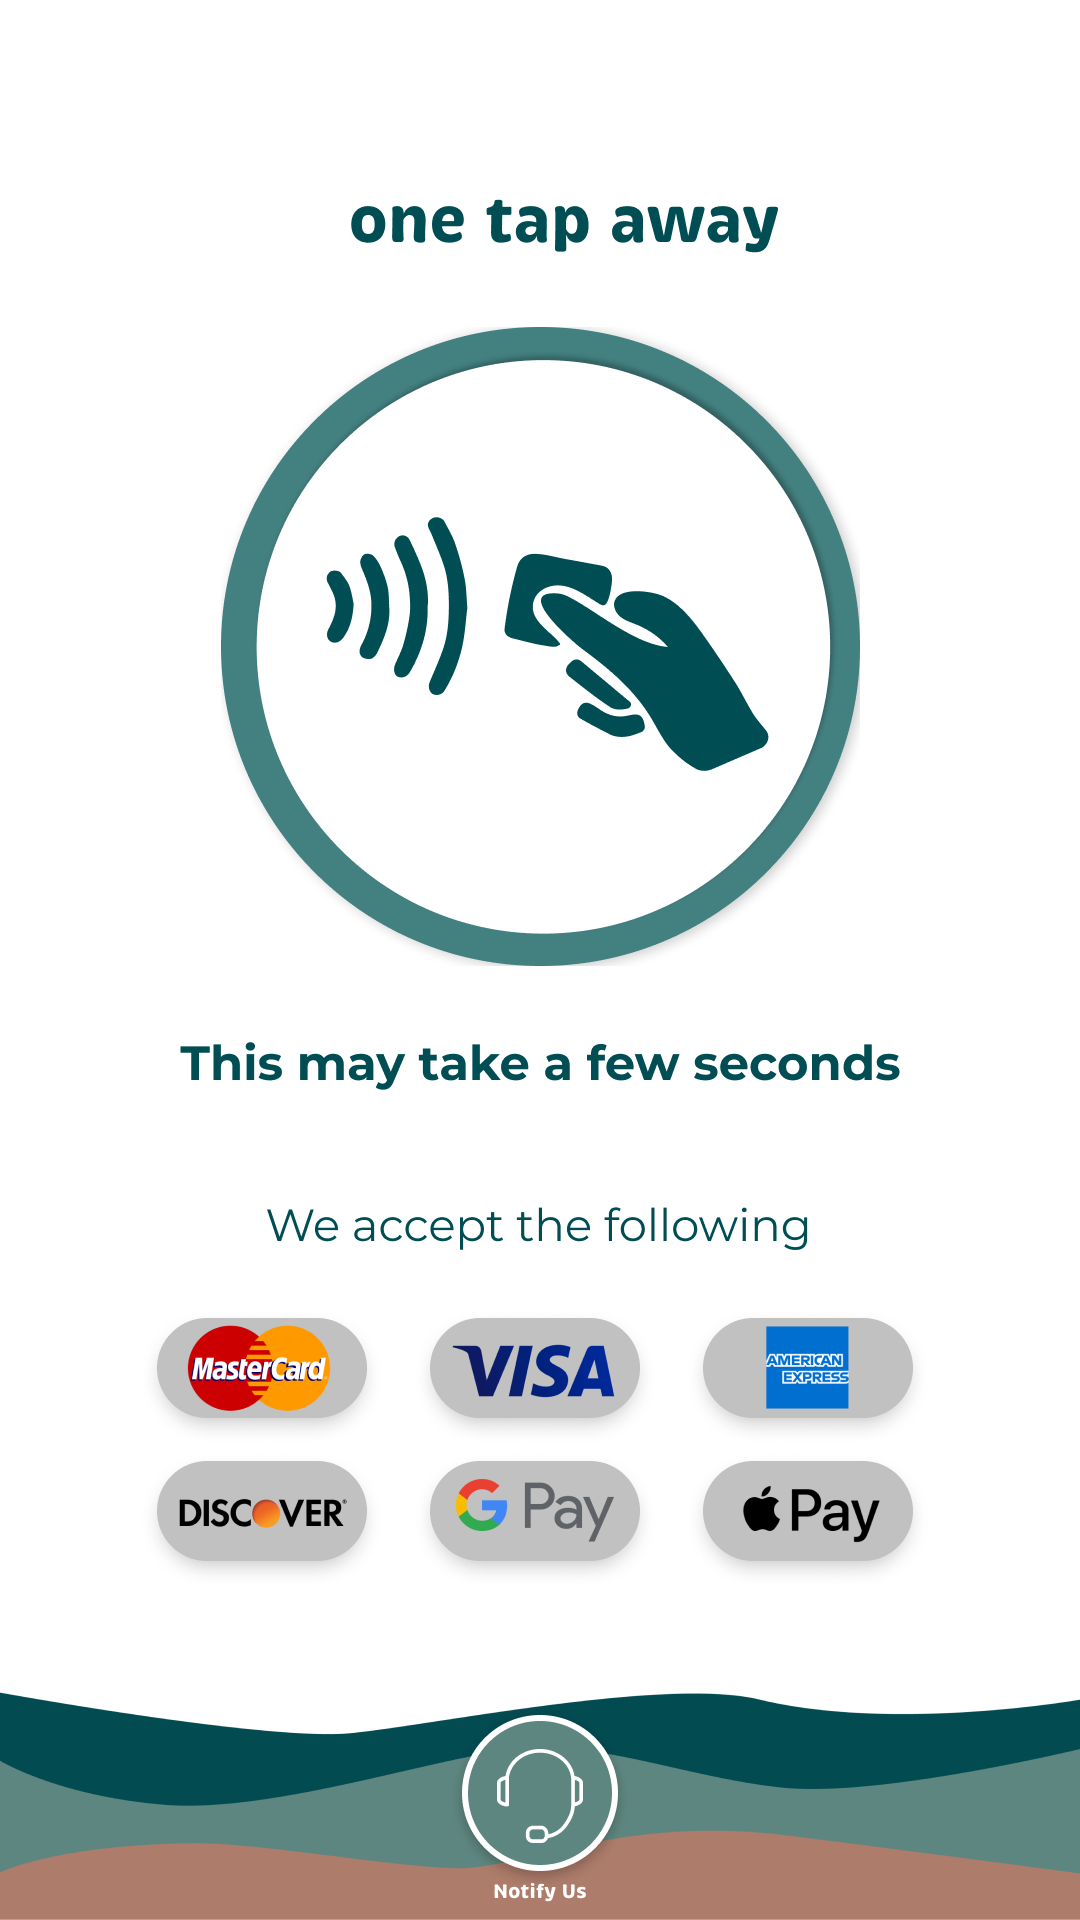 one tap away
This may take a few seconds
We accept the following
MasterCard
VISA
AMERICAN
EXPRESS
DISCOVER
G Pay
Pay
Notify Us